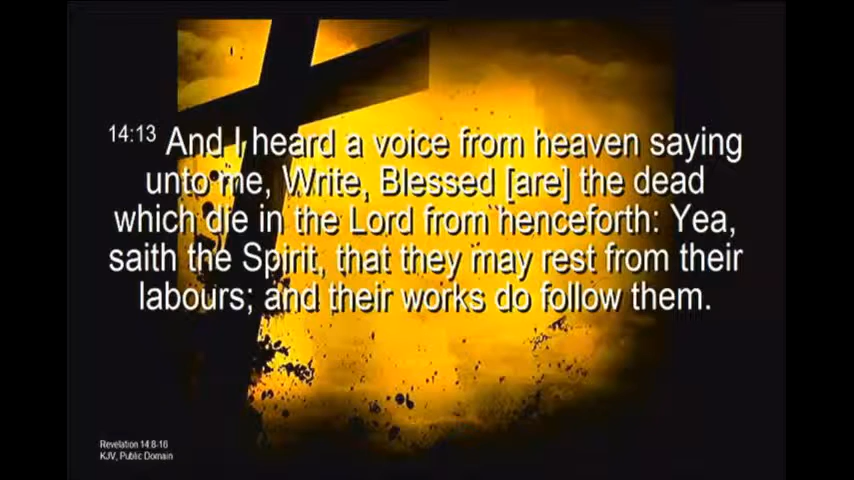 14:13 And I heard a voice from heaven saying
unto me, Write, Blessed [are] the dead
which die in the Lord from henceforth: Yea,
saith the Spirit, that they may rest from their
labours; and their works do follow them.
Revelation 14:8-16
KJV, Public Domain